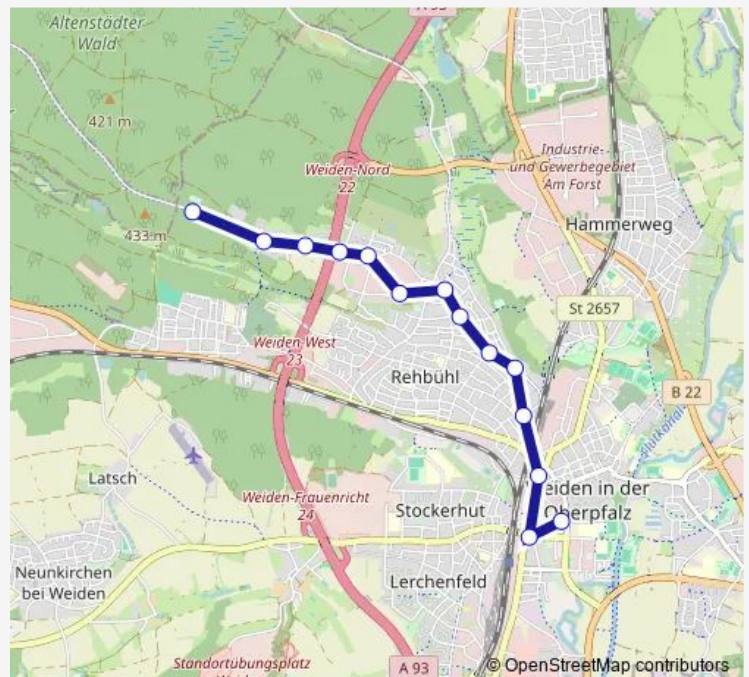 Altenstädter
Wald
421 m
Weiden-Nord
22
Industrie-
und Gewerbegebiet
Am Forst
433 m
Hammerweg
St 2657
Weiden-West
23
Rehbühl
B 22
Flutkanal
Latsch
Weiden-Frauenricht
24
Stockerhut
eiden in der
Oberpfalz
Neunkirchen
bei Weiden
Lerchenfeld
Standortübungsplatz
A 93
© OpenStreetMap contributors